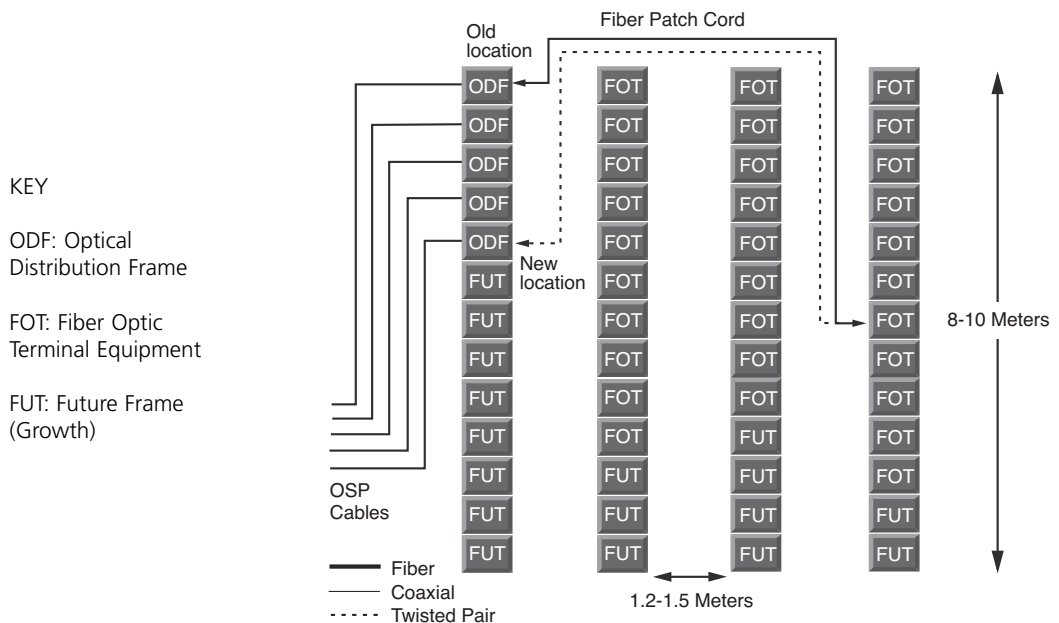 Fiber Patch Cord
Old
location
ODF FOT FOT FOT
ODF FOT FOT FOT
ODF FOT FOT FOT
ODF FOT FOT FOT
ODF FOT FOT FOT
New
location
FUT FOT FOT FOT
FUT FOT FOT FOT
FUT FOT FOT FOT
FUT FOT FOT FOT
FUT FOT FUT FOT
FUT FUT FUT FOT
FUT FUT FUT FUT
FUT FUT FUT FUT
8-10 Meters
1.2-1.5 Meters
KEY
ODF: Optical
Distribution Frame
FOT: Fiber Optic
Terminal Equipment
FUT: Future Frame
(Growth)
OSP
Cables
Fiber
Coaxial
Twisted Pair